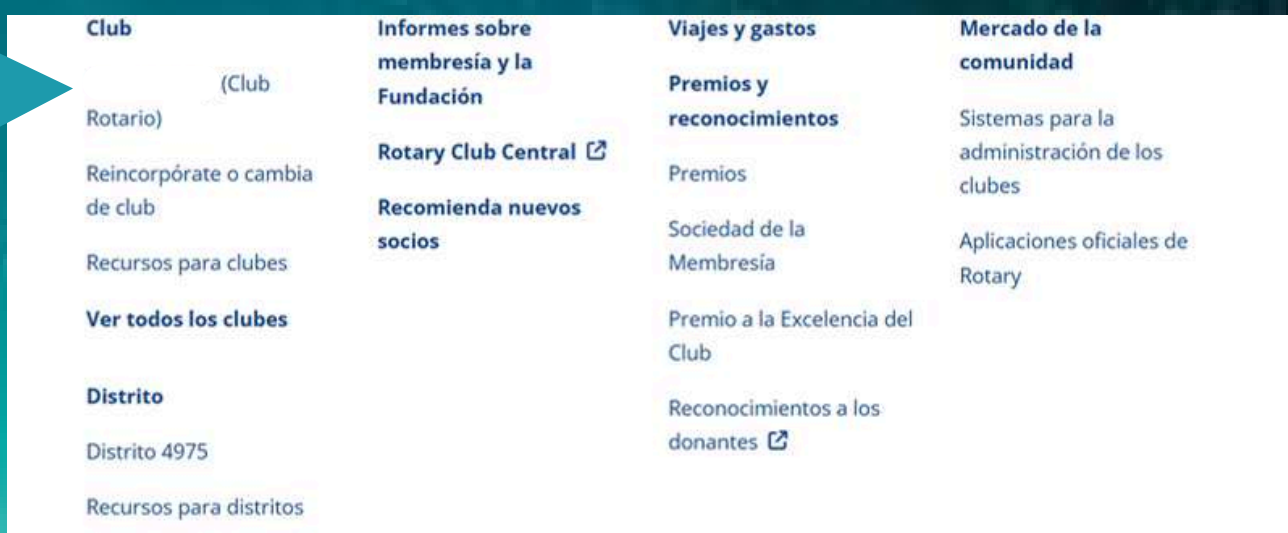 Club
(Club
Rotario)
Reincorpórate o cambia
de club
Recursos para clubes
Ver todos los clubes
Distrito
Distrito 4975
Recursos para distritos
Informes sobre
membresía y la
Fundación
Rotary Club Central
Recomienda nuevos
socios
Viajes y gastos
Premios y
reconocimientos
Premios
Sociedad de la
Membresía
Premio a la Excelencia del
Club
Reconocimientos a los
donantes
Mercado de la
comunidad
Sistemas para la
administración de los
clubes
Aplicaciones oficiales de
Rotary